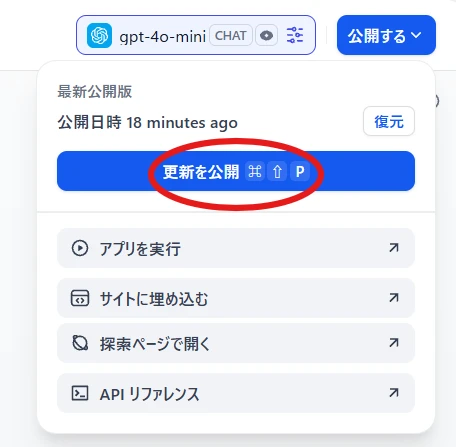 gpt-4o-mini CHAT
公開する
最新公開版
公開日時 18 minutes ago
復元
更新を公開 ⌘ ⇧ P
アプリを実行
サイトに埋め込む
探索ページで開く
API リファレンス